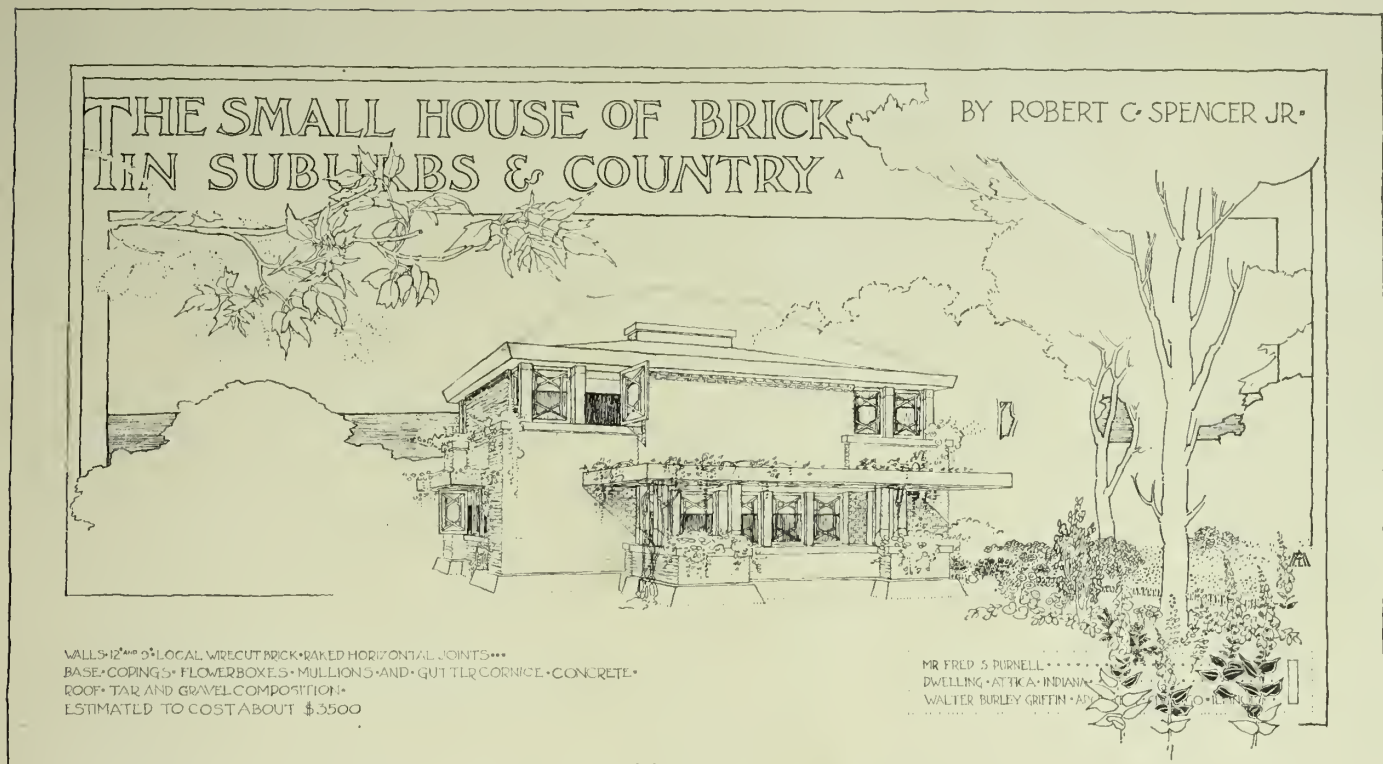 THE SMALL HOUSE OF BRICK
IN SUBURBS & COUNTRY
BY ROBERT C. SPENCER JR.
WALLS·12" AND 9"·LOCAL WIRECUT BRICK·RAKED HORIZONTAL JOINTS···
BASE·COPINGS·FLOWERBOXES·MULLIONS·AND·GUTTER CORNICE·CONCRETE·
ROOF·TAR AND GRAVEL COMPOSITION·
ESTIMATED TO COST ABOUT $3500
MR FRED S PURNELL
DWELLING·ATTICA·INDIANA·
WALTER BURLEY GRIFFIN·